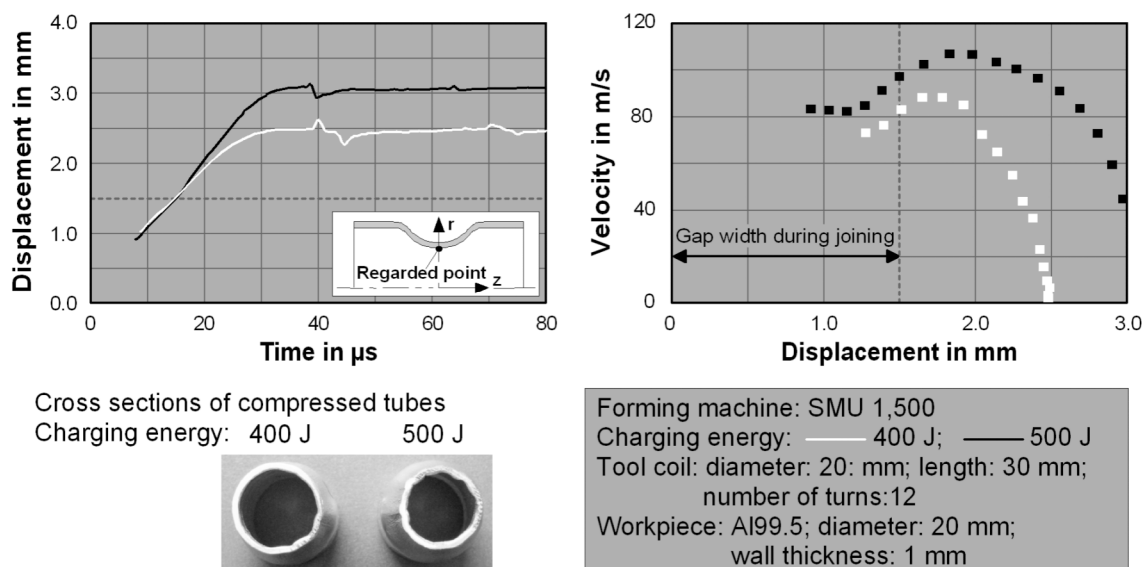 4.0
3.0
2.0
1.0
0.0
Displacement in mm
0
20
40
60
80
Time in µs
r
Regarded point
z
120
80
40
0
Velocity in m/s
Gap width during joining
0
1.0
2.0
3.0
Displacement in mm
Cross sections of compressed tubes
Charging energy: 400 J 500 J
Forming machine: SMU 1,500
Charging energy: 400 J; 500 J
Tool coil: diameter: 20: mm; length: 30 mm;
number of turns:12
Workpiece: Al99.5; diameter: 20 mm;
wall thickness: 1 mm